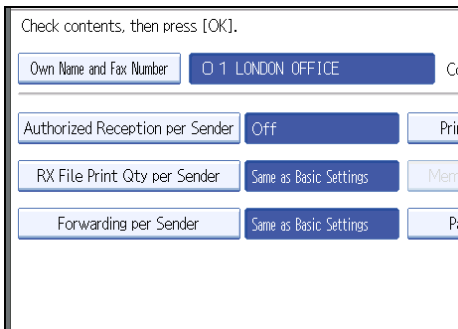 Check contents, then press [OK].
Own Name and Fax Number O 1 LONDON OFFICE
Authorized Reception per Sender Off
RX File Print Qty per Sender Same as Basic Settings
Forwarding per Sender Same as Basic Settings